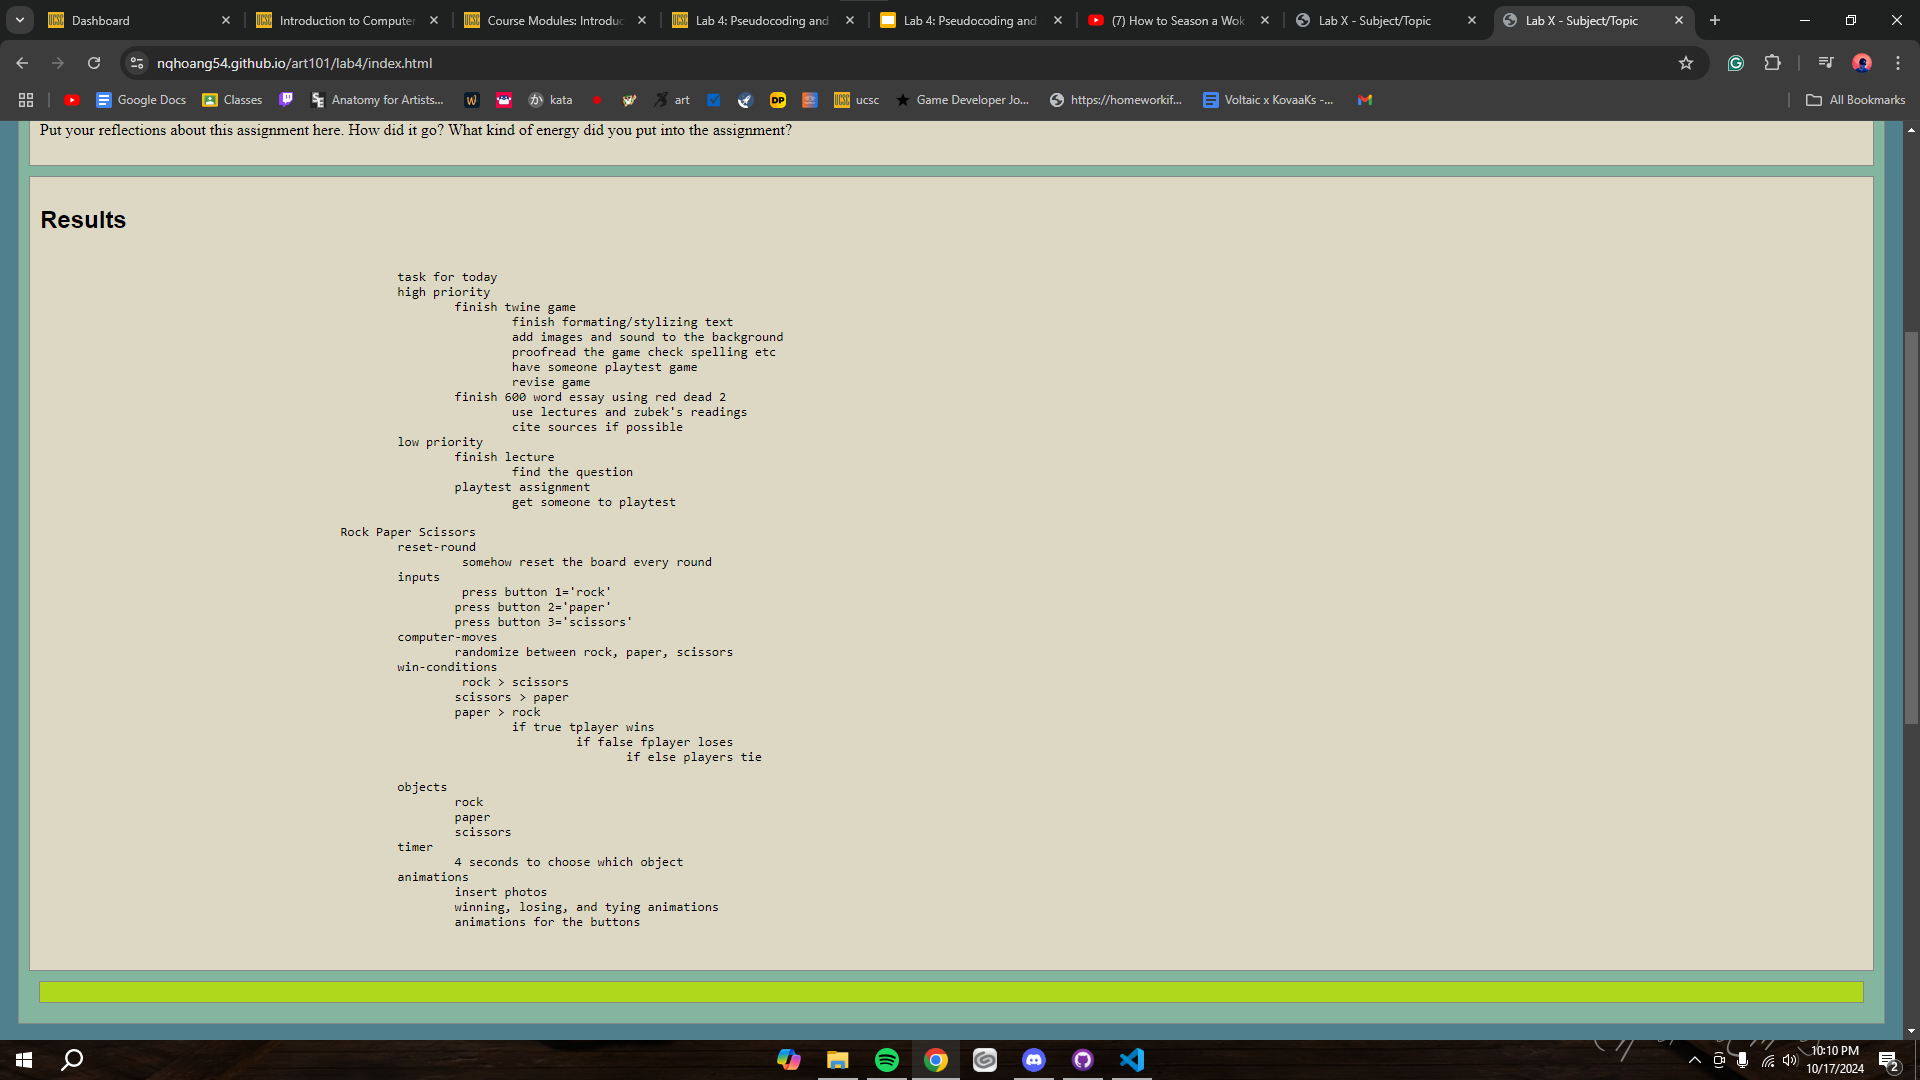 Dashboard
Introduction to Computer
Course Modules: Introduc
Lab 4: Pseudocoding and
Lab 4: Pseudocoding and
(7) How to Season a Wok
Lab X - Subject/Topic
Lab X - Subject/Topic
nqhoang54.github.io/art101/lab4/index.html
Google Docs
Classes
Anatomy for Artists...
kata
art
DP
ucsc
Game Developer Jo...
https://homeworkif...
Voltaic x KovaaKs -...
All Bookmarks
Put your reflections about this assignment here. How did it go? What kind of energy did you put into the assignment?
Results
task for today
high priority
finish twine game
finish formating/stylizing text
add images and sound to the background
proofread the game check spelling etc
have someone playtest game
revise game
finish 600 word essay using red dead 2
use lectures and zubek's readings
cite sources if possible
low priority
finish lecture
find the question
playtest assignment
get someone to playtest
Rock Paper Scissors
reset-round
somehow reset the board every round
inputs
press button 1='rock'
press button 2='paper'
press button 3='scissors'
computer-moves
randomize between rock, paper, scissors
win-conditions
rock > scissors
scissors > paper
paper > rock
if true tplayer wins
if false fplayer loses
if else players tie
objects
rock
paper
scissors
timer
4 seconds to choose which object
animations
insert photos
winning, losing, and tying animations
animations for the buttons
10:10 PM
10/17/2024
2